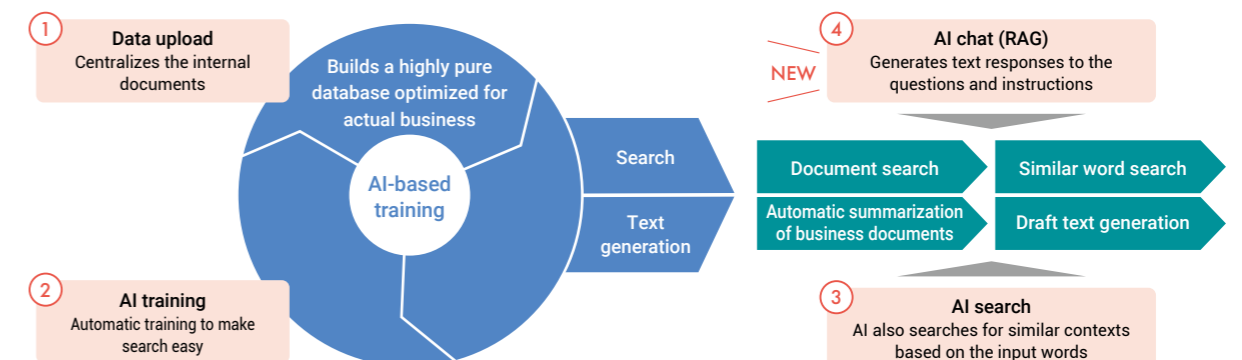 1
Data upload
Centralizes the internal
documents
Builds a highly pure
database optimized for
actual business
AI-based
training
2
AI training
Automatic training to make
search easy
Search
Text
generation
NEW
4
AI chat (RAG)
Generates text responses to the
questions and instructions
Document search
Similar word search
Automatic summarization
of business documents
Draft text generation
3
AI search
AI also searches for similar contexts
based on the input words